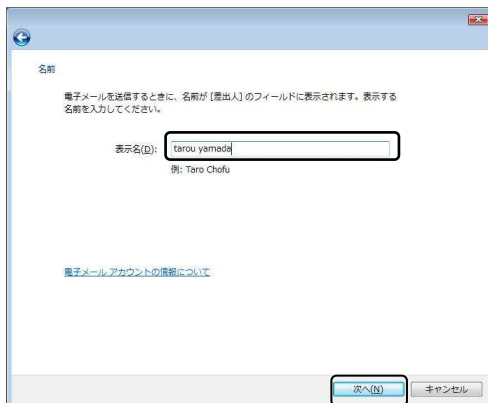 名前
電子メールを送信するときに、名前が [差出人] のフィールドに表示されます。表示する
名前を入力してください。
表示名(D): tarou yamada
例: Taro Chofu
電子メール アカウントの情報について
次へ(N) キャンセル